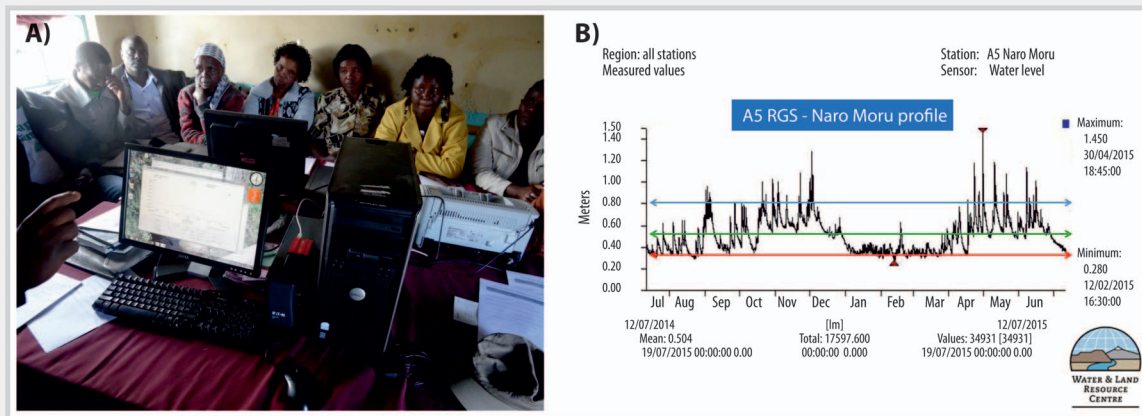 A)
B)
Region: all stations
Measured values
Station: A5 Naro Moru
Sensor: Water level
A5 RGS - Naro Moru profile
Meters
1.50
1.40
1.20
1.00
0.80
0.60
0.40
0.20
0.00
Jul Aug Sep Oct Nov Dec Jan Feb Mar Apr May Jun
Maximum:
1.450
30/04/2015
18:45:00
Minimum:
0.280
12/02/2015
16:30:00
12/07/2014 [lm] 12/07/2015
Mean: 0.504 Total: 17597.600 Values: 34931 [34931]
19/07/2015 00:00:00 0.00 00:00:00 0.000 19/07/2015 00:00:00 0.00
WATER & LAND
RESOURCE
CENTRE